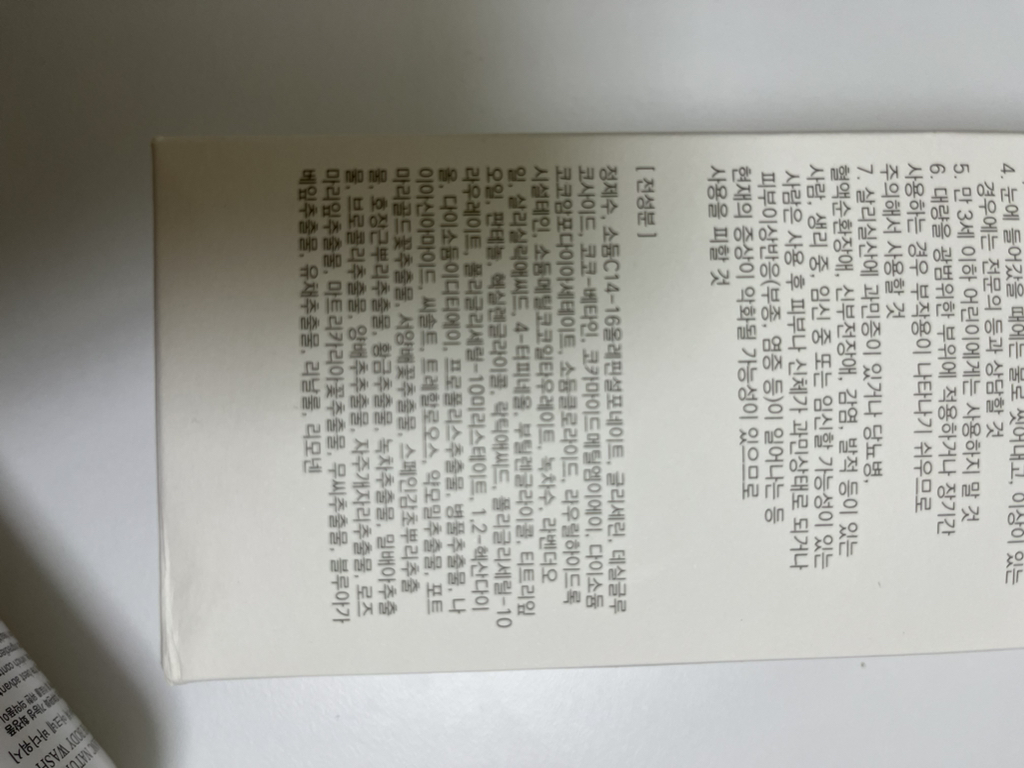 4. 눈에 들어갔을 때에는 물로 씻어내고, 이상이 있는
경우에는 전문의 등과 상담할 것
5. 만 3세 이하 어린이에게는 사용하지 말 것
6. 대량을 광범위한 부위에 적용하거나 장기간
사용하는 경우 부작용이 나타나기 쉬우므로
주의해서 사용할 것
7. 살리실산에 과민증이 있거나 당뇨병,
혈액순환장애, 신부전장애, 감염 발적 등이 있는
사람, 생리 중, 임신 중 또는 임신할 가능성이 있는
사람은 사용 후 피부나 신체가 과민상태로 되거나
피부이상반응(부종, 염증 등)이 일어나는 등
현재의 증상이 악화될 가능성이 있으므로
사용을 피할 것
[ 전성분 ]
정제수, 소듐C14-16올레핀설포네이트, 글리세린, 데실글루
코사이드, 코코-베타인, 코카마이드메틸엠이에이, 다이소듐
코코암포다이아세테이트, 소듐클로라이드, 라우릴하이드록
시설테인, 소듐메틸코코일타우레이트, 녹차수, 라벤더오
일, 살리실릭애씨드, 4-터피네올, 부틸렌글라이콜, 티트리잎
오일, 판테놀, 헥실렌글라이콜, 락틱애씨드, 폴리글리세릴-10
라우레이트, 폴리글리세릴-10미리스테이트, 1,2-헥산다이
올, 다이소듐이디티에이, 프로폴리스추출물, 병풀추출물, 나
이아신아마이드, 씨솔트, 트레할로오스, 약모밀추출물, 포트
마리골드꽃추출물, 서양배꽃추출물, 스페인감초뿌리추출
물, 호장근뿌리추출물, 황금추출물, 녹차추출물, 밀배아추출
물, 브로콜리추출물, 양배추추출물, 자주개자리추출물, 로즈
마리잎추출물, 마트리카리아꽃추출물, 무씨추출물, 블루아가
베잎추출물, 유채추출물, 리날룰, 리모넨
바디워시 ]
BODY WASH